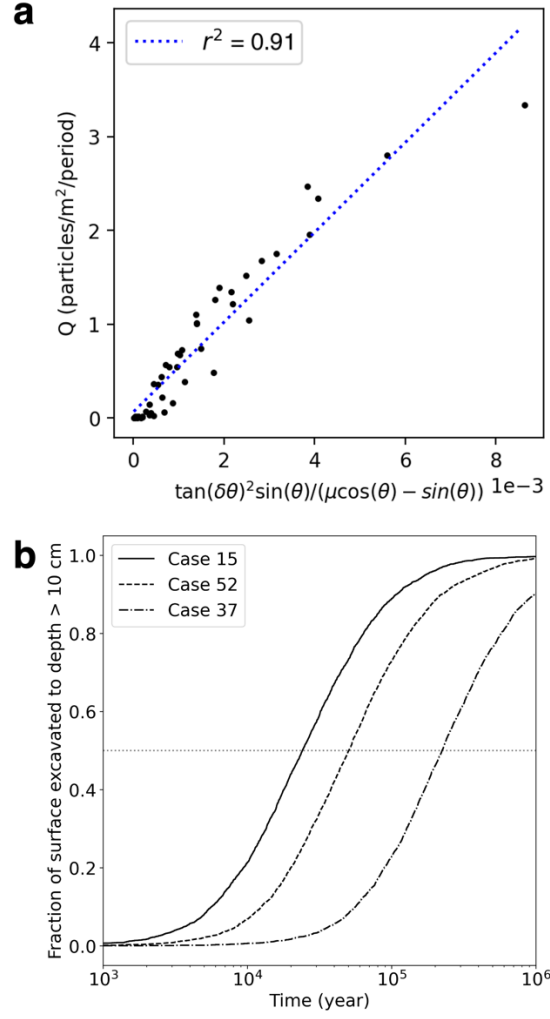 a
r² = 0.91
Q (particles/m²/period)
4
3
2
1
0
0 2 4 6 8
1e−3
tan(δθ)²sin(θ)/(μcos(θ) − sin(θ))
b
Case 15
Case 52
Case 37
Fraction of surface excavated to depth > 10 cm
1.0
0.8
0.6
0.4
0.2
0.0
10³ 10⁴ 10⁵ 10⁶
Time (year)